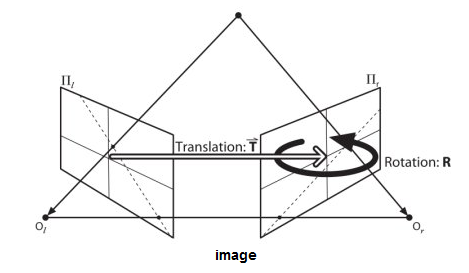 Πl
Πr
Translation: T⃗
Rotation: R
Ol
Or
image